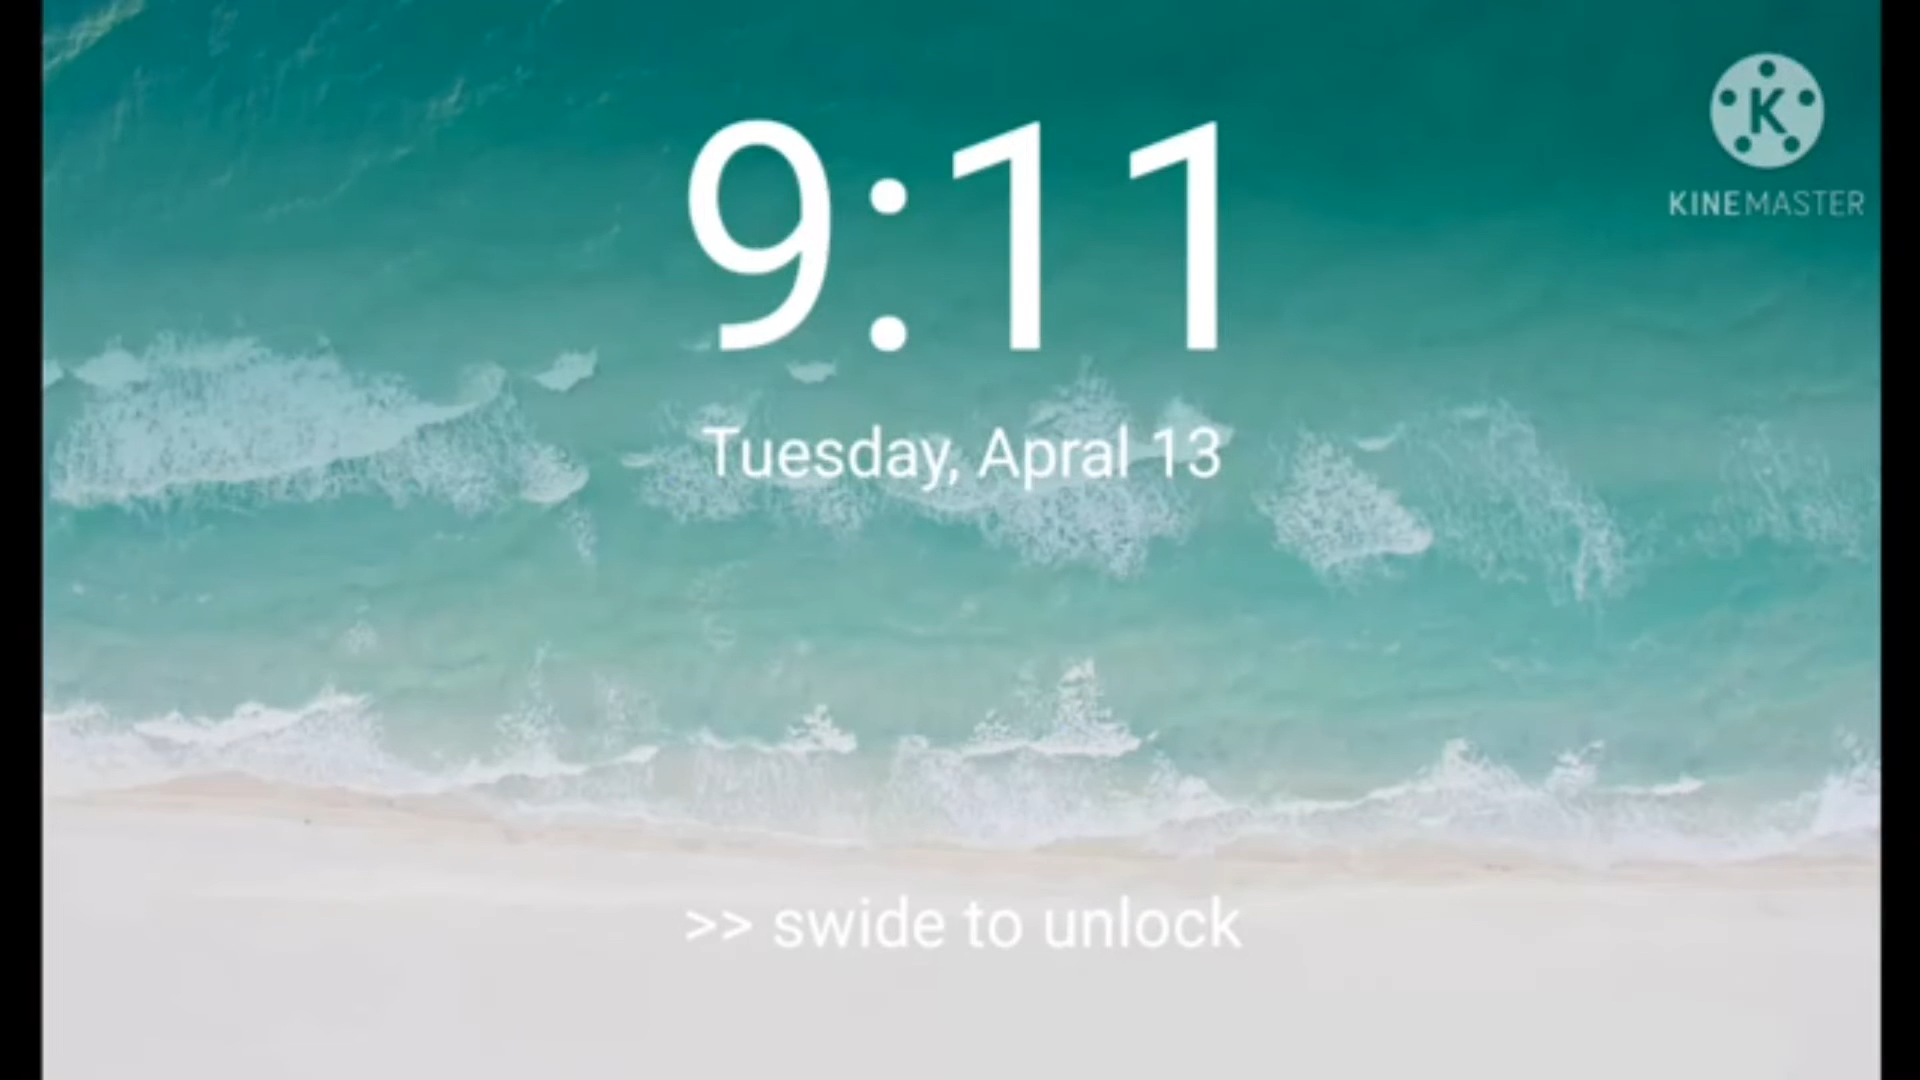 K
KINEMASTER
9:11
Tuesday, Apral 13
>> swide to unlock